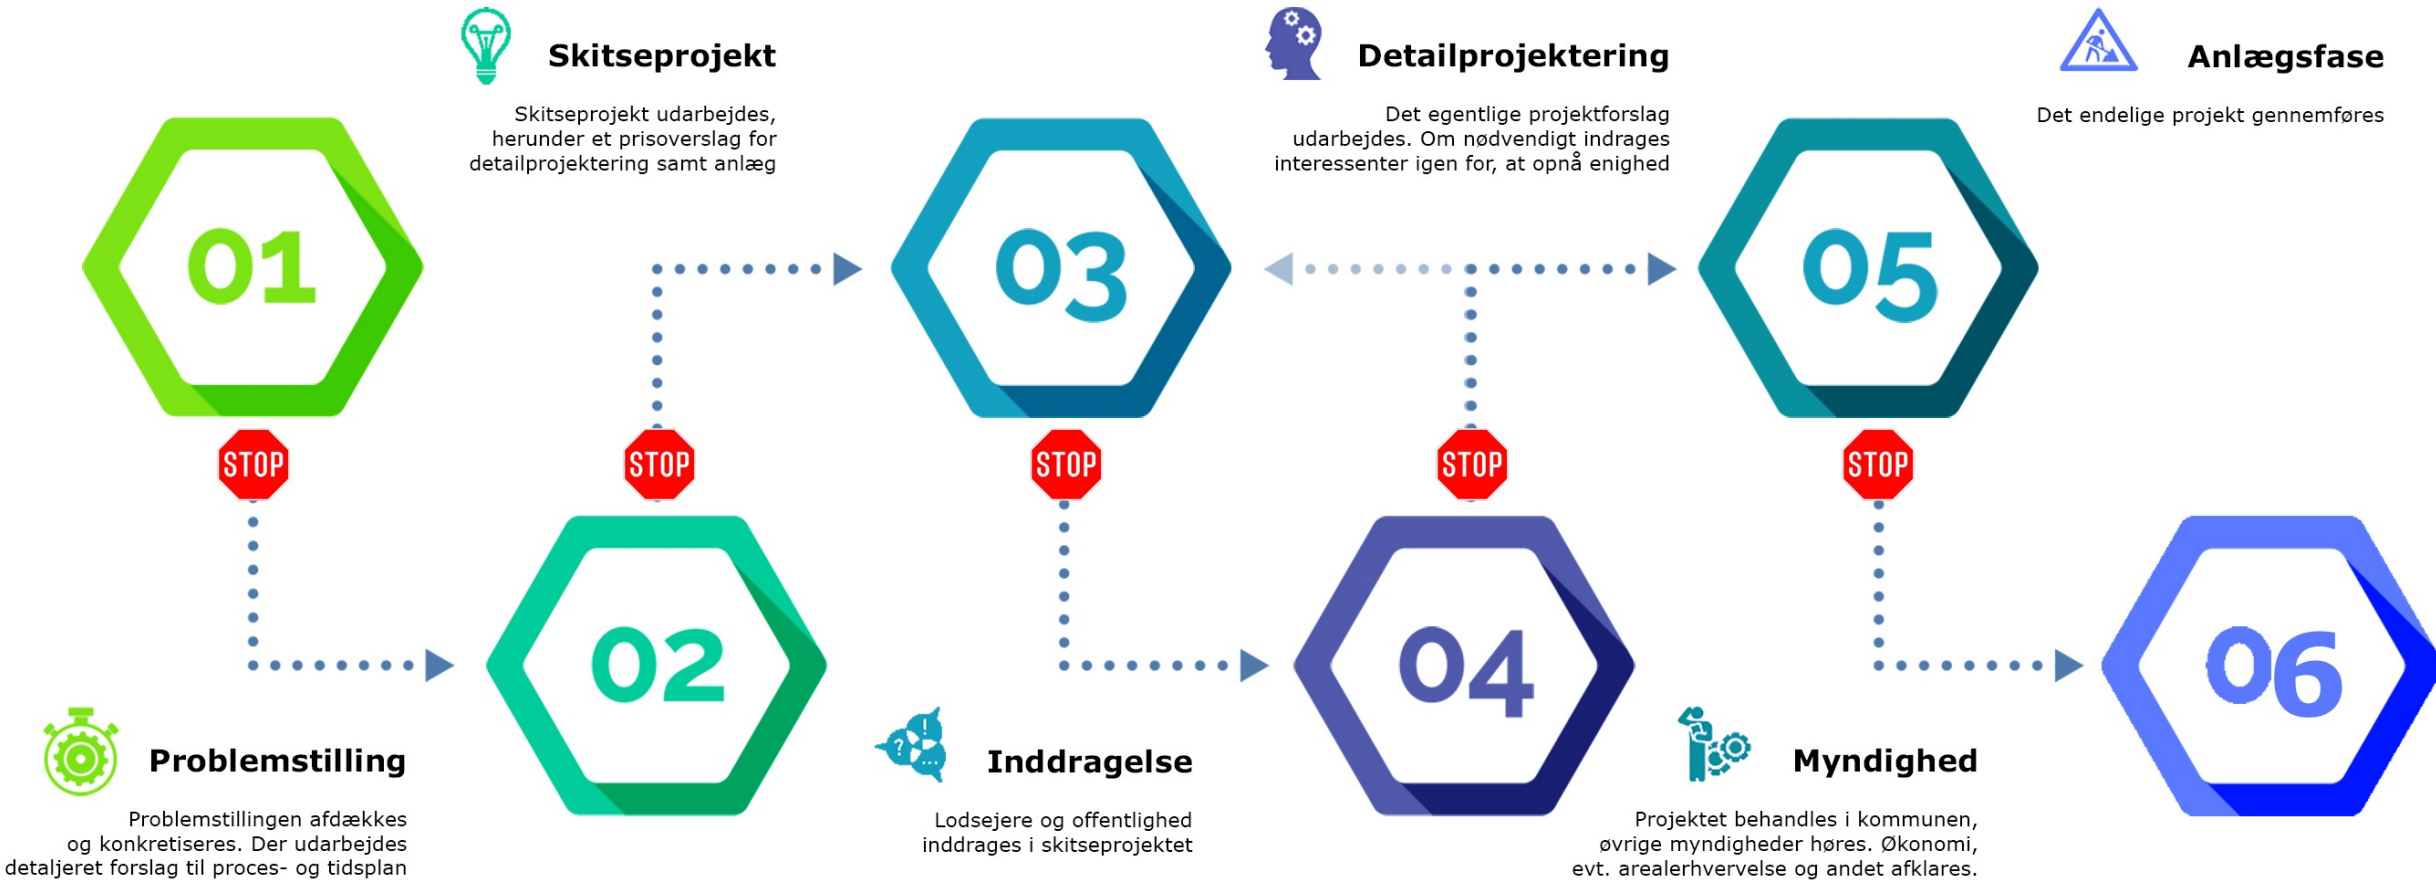 01
STOP
Problemstilling
Problemstillingen afdækkes
og konkretiseres. Der udarbejdes
detaljeret forslag til proces- og tidsplan
Skitseprojekt
Skitseprojekt udarbejdes,
herunder et prisoverslag for
detailprojektering samt anlæg
STOP
02
03
STOP
?
!
...
Inddragelse
Lodsejere og offentlighed
inddrages i skitseprojektet
Detailprojektering
Det egentlige projektforslag
udarbejdes. Om nødvendigt indrages
interessenter igen for, at opnå enighed
STOP
04
05
STOP
Myndighed
Projektet behandles i kommunen,
øvrige myndigheder høres. Økonomi,
evt. arealerhvervelse og andet afklares.
Anlægsfase
Det endelige projekt gennemføres
06